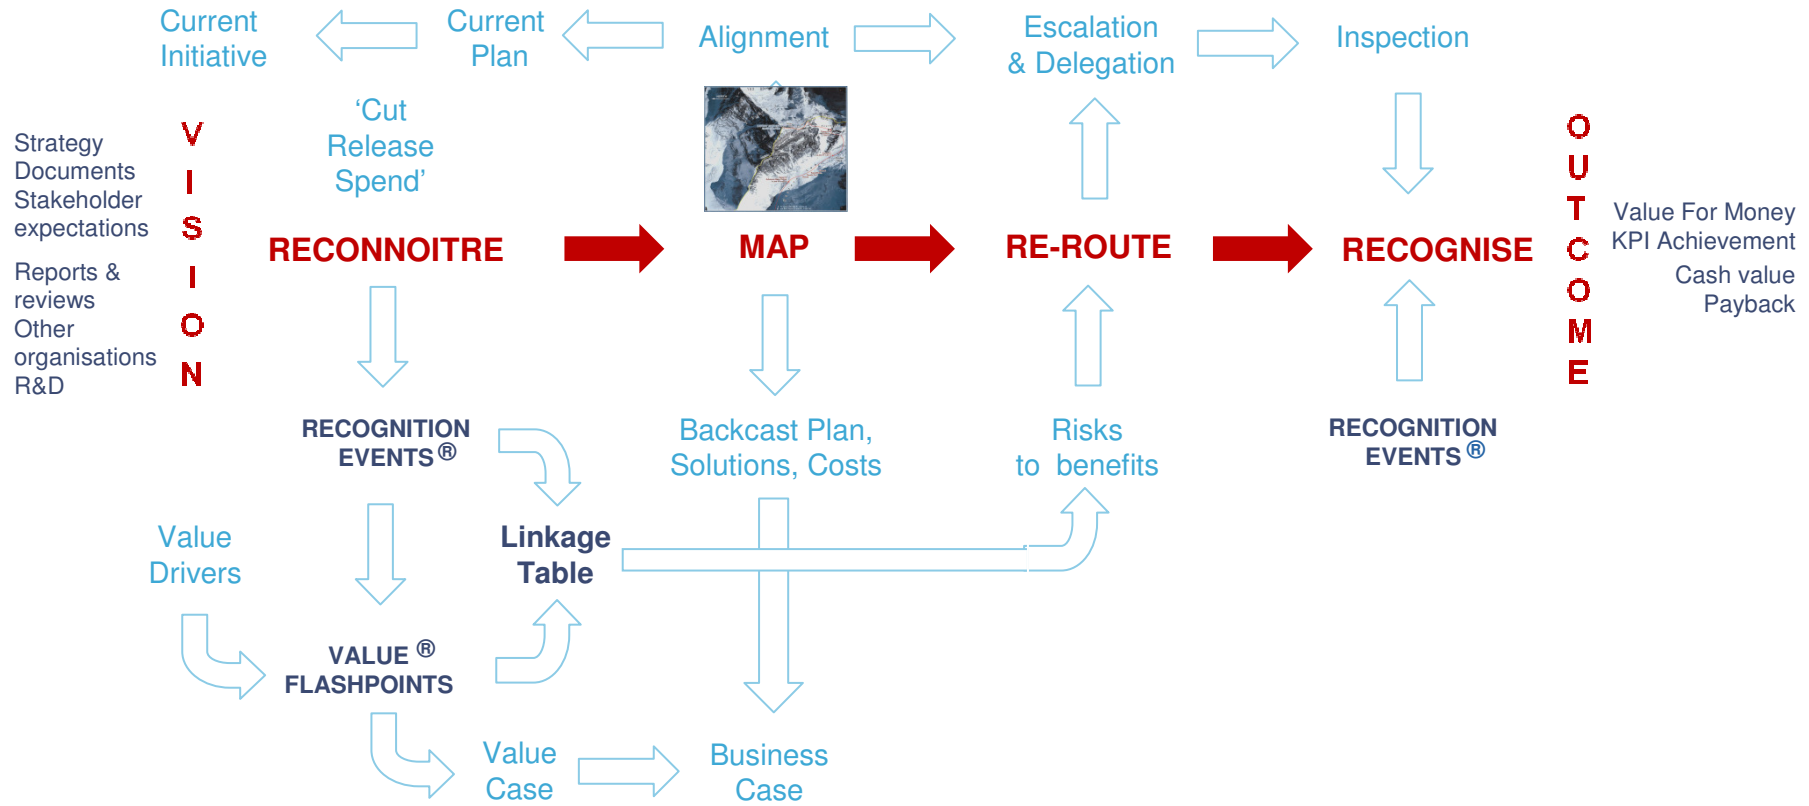 Current
Initiative
Current
Plan
Alignment
Escalation
& Delegation
Inspection
'Cut
Release
Spend'
Strategy
Documents
Stakeholder
expectations
Reports &
reviews
Other
organisations
R&D
VISION
RECONNOITRE
MAP
RE-ROUTE
RECOGNISE
OUTCOME
Value For Money
KPI Achievement
Cash value
Payback
RECOGNITION
EVENTS ®
Backcast Plan,
Solutions, Costs
Risks
to benefits
RECOGNITION
EVENTS ®
Value
Drivers
Linkage
Table
VALUE ®
FLASHPOINTS
Value
Case
Business
Case